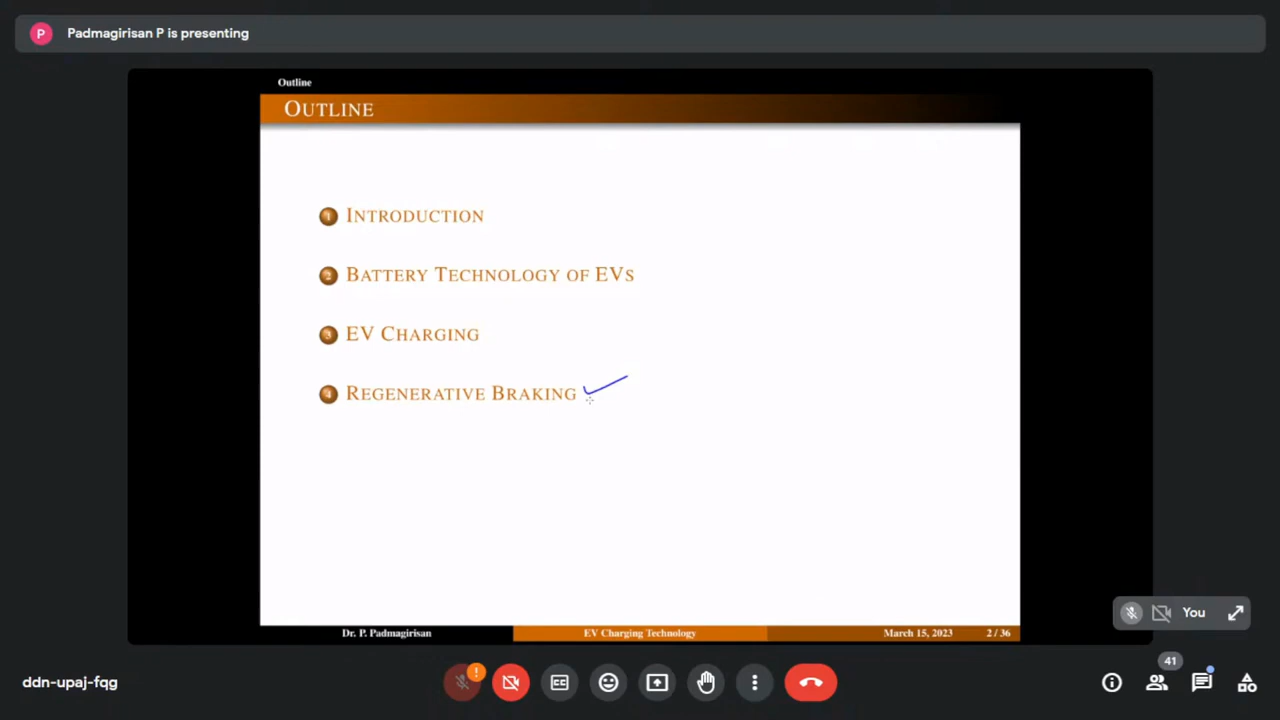 P Padmagirisan P is presenting
Outline
OUTLINE
1 INTRODUCTION
2 BATTERY TECHNOLOGY OF EVS
3 EV CHARGING
4 REGENERATIVE BRAKING
Dr. P. Padmagirisan EV Charging Technology March 15, 2023 2 / 36
You
ddn-upaj-fqg ! CC 41